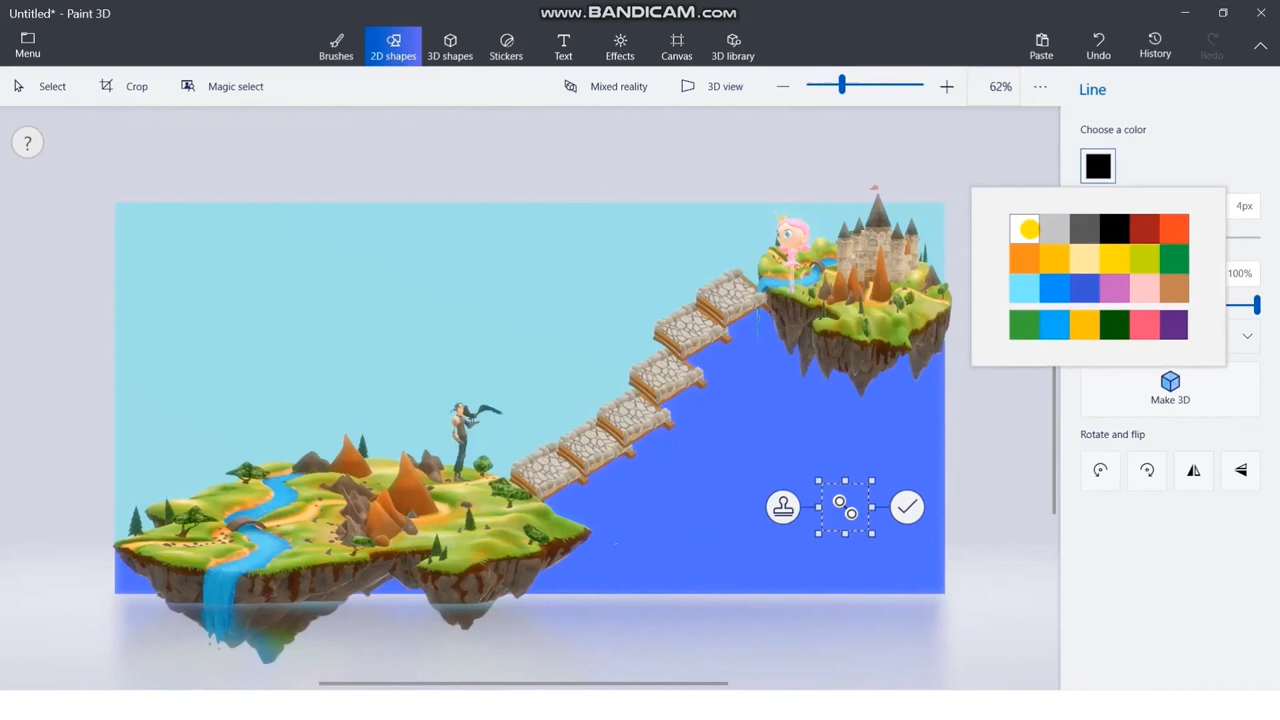 Untitled* - Paint 3D
www.BANDICAM.com
Menu
Brushes
2D shapes
3D shapes
Stickers
Text
Effects
Canvas
3D library
Paste
Undo
History
Redo
Select
Crop
Magic select
Mixed reality
3D view
62%
Line
?
Choose a color
4px
100%
Make 3D
Rotate and flip